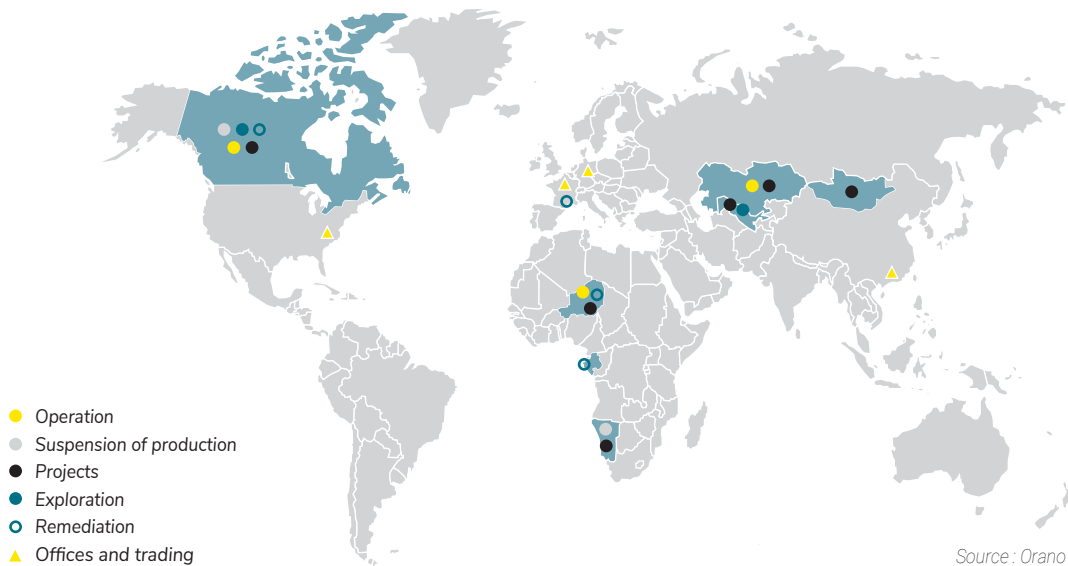 Operation
Suspension of production
Projects
Exploration
Remediation
Offices and trading
Source : Orano